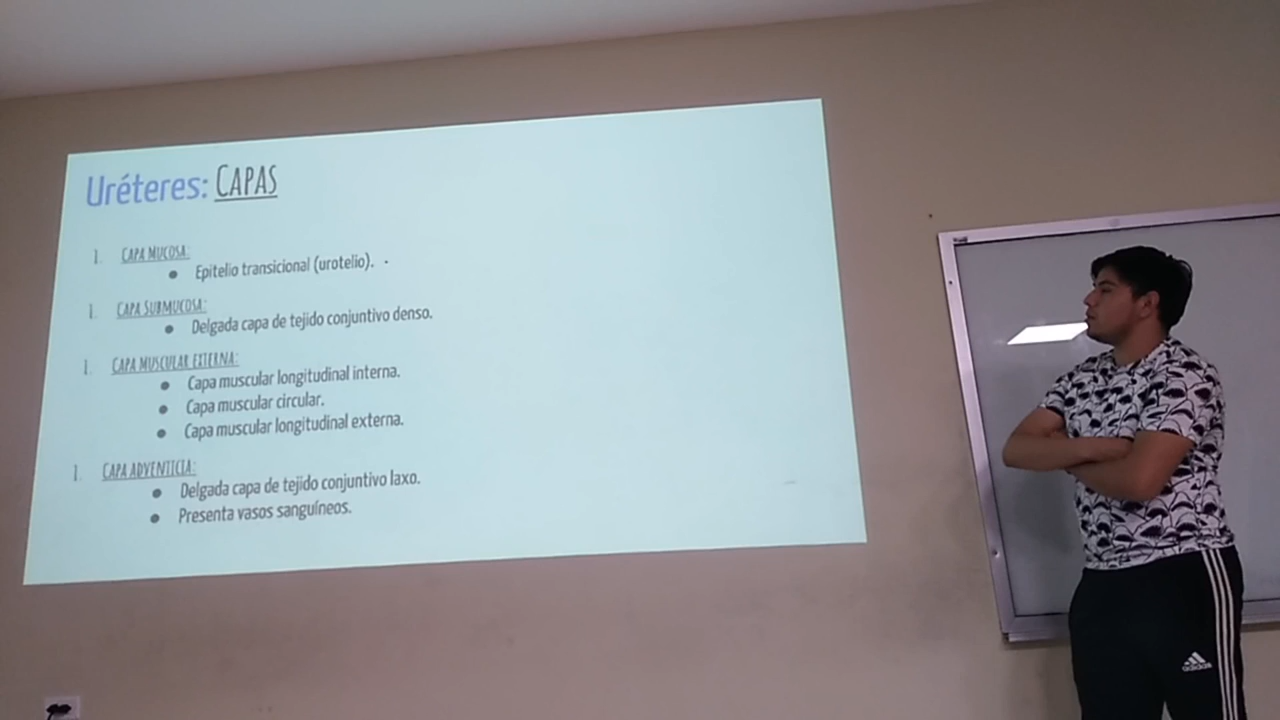 Uréteres: CAPAS
1. CAPA MUCOSA:
● Epitelio transicional (urotelio).
1. CAPA SUBMUCOSA:
● Delgada capa de tejido conjuntivo denso.
1. CAPA MUSCULAR EXTERNA:
● Capa muscular longitudinal interna.
● Capa muscular circular.
● Capa muscular longitudinal externa.
1. CAPA ADVENTICIA:
● Delgada capa de tejido conjuntivo laxo.
● Presenta vasos sanguíneos.
adidas